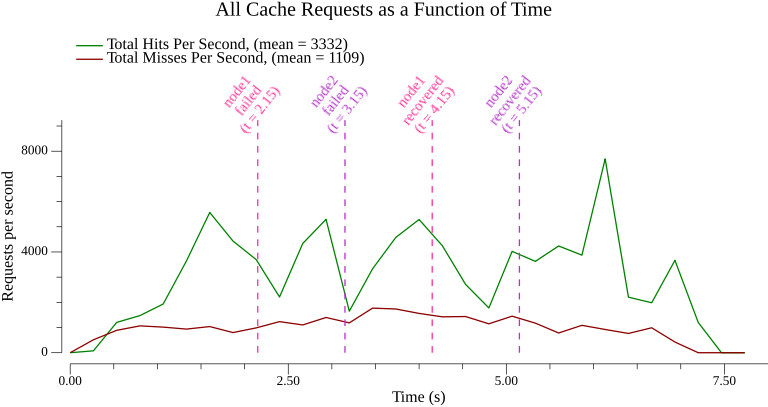 All Cache Requests as a Function of Time
Total Hits Per Second, (mean = 3332)
Total Misses Per Second, (mean = 1109)
node1
failed
(t = 2.15)
node2
failed
(t = 3.15)
node1
recovered
(t = 4.15)
node2
recovered
(t = 5.15)
Requests per second
8000
4000
0
0.00
2.50
5.00
7.50
Time (s)